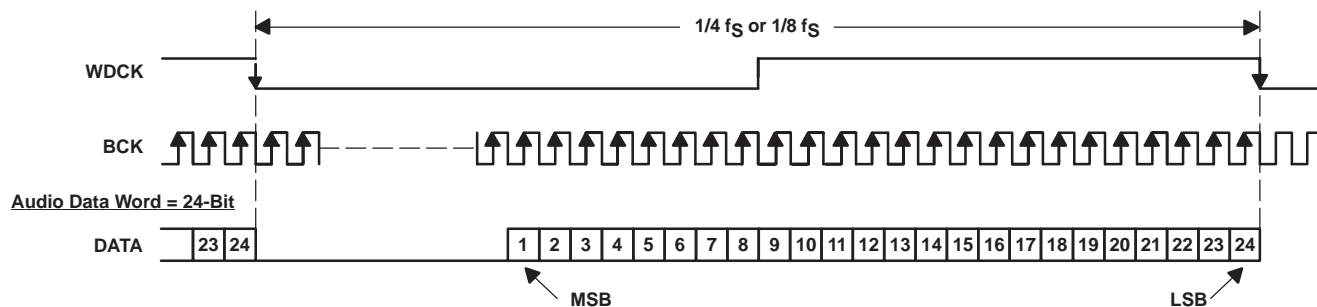 1/4 fS or 1/8 fS
WDCK
BCK
Audio Data Word = 24-Bit
DATA 23 24 1 2 3 4 5 6 7 8 9 10 11 12 13 14 15 16 17 18 19 20 21 22 23 24
MSB LSB